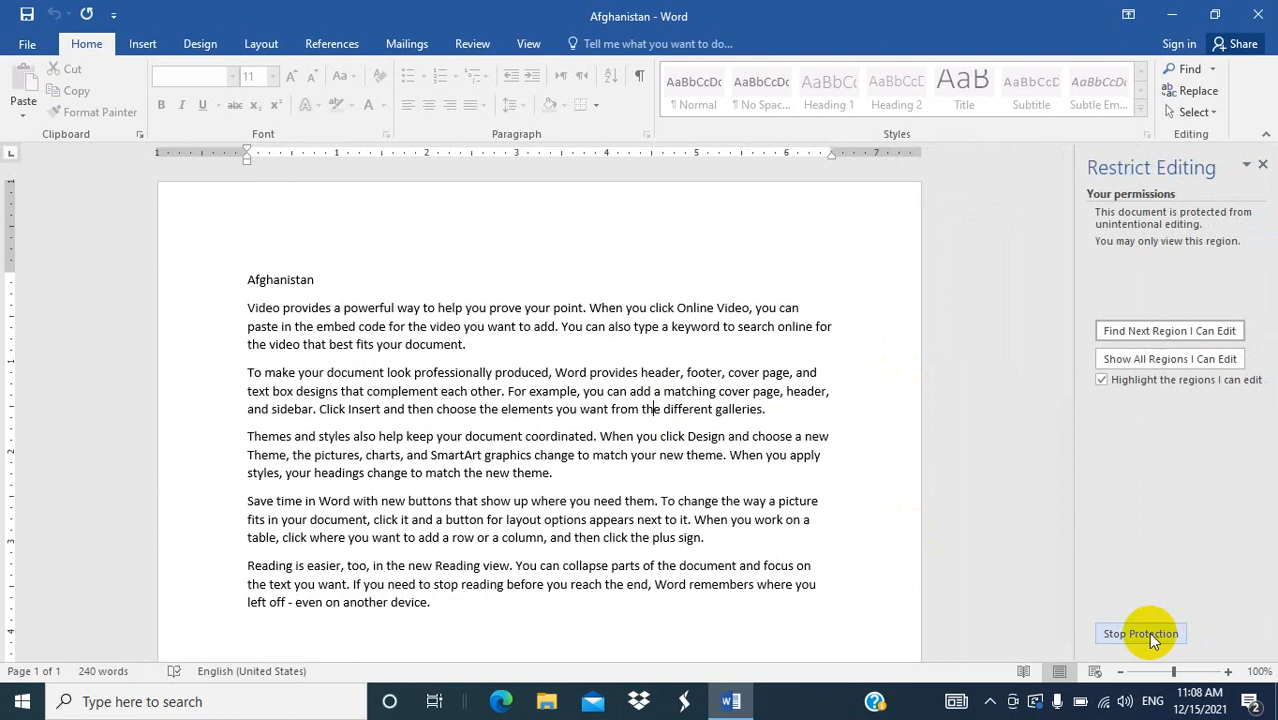 Afghanistan - Word
File Home Insert Design Layout References Mailings Review View Tell me what you want to do... Sign in Share
Paste
Cut
Copy
Format Painter
Clipboard
11
Aa
B I U abc X2 X2 A A
Font
Paragraph
AaBbCcDc AaBbCcDc AaBbCc AaBbCcD AaB AaBbCcD AaBbCcDc
¶ Normal ¶ No Spac... Heading Heading 2 Title Subtitle Subtle Em...
Styles
Find
Replace
Select
Editing
1 1 2 3 4 5 6 7
Afghanistan
Video provides a powerful way to help you prove your point. When you click Online Video, you can
paste in the embed code for the video you want to add. You can also type a keyword to search online for
the video that best fits your document.
To make your document look professionally produced, Word provides header, footer, cover page, and
text box designs that complement each other. For example, you can add a matching cover page, header,
and sidebar. Click Insert and then choose the elements you want from the different galleries.
Themes and styles also help keep your document coordinated. When you click Design and choose a new
Theme, the pictures, charts, and SmartArt graphics change to match your new theme. When you apply
styles, your headings change to match the new theme.
Save time in Word with new buttons that show up where you need them. To change the way a picture
fits in your document, click it and a button for layout options appears next to it. When you work on a
table, click where you want to add a row or a column, and then click the plus sign.
Reading is easier, too, in the new Reading view. You can collapse parts of the document and focus on
the text you want. If you need to stop reading before you reach the end, Word remembers where you
left off - even on another device.
Restrict Editing
Your permissions
This document is protected from
unintentional editing.
You may only view this region.
Find Next Region I Can Edit
Show All Regions I Can Edit
Highlight the regions I can edit
Stop Protection
Page 1 of 1 240 words English (United States) 100%
Type here to search
ENG
11:08 AM
12/15/2021
2